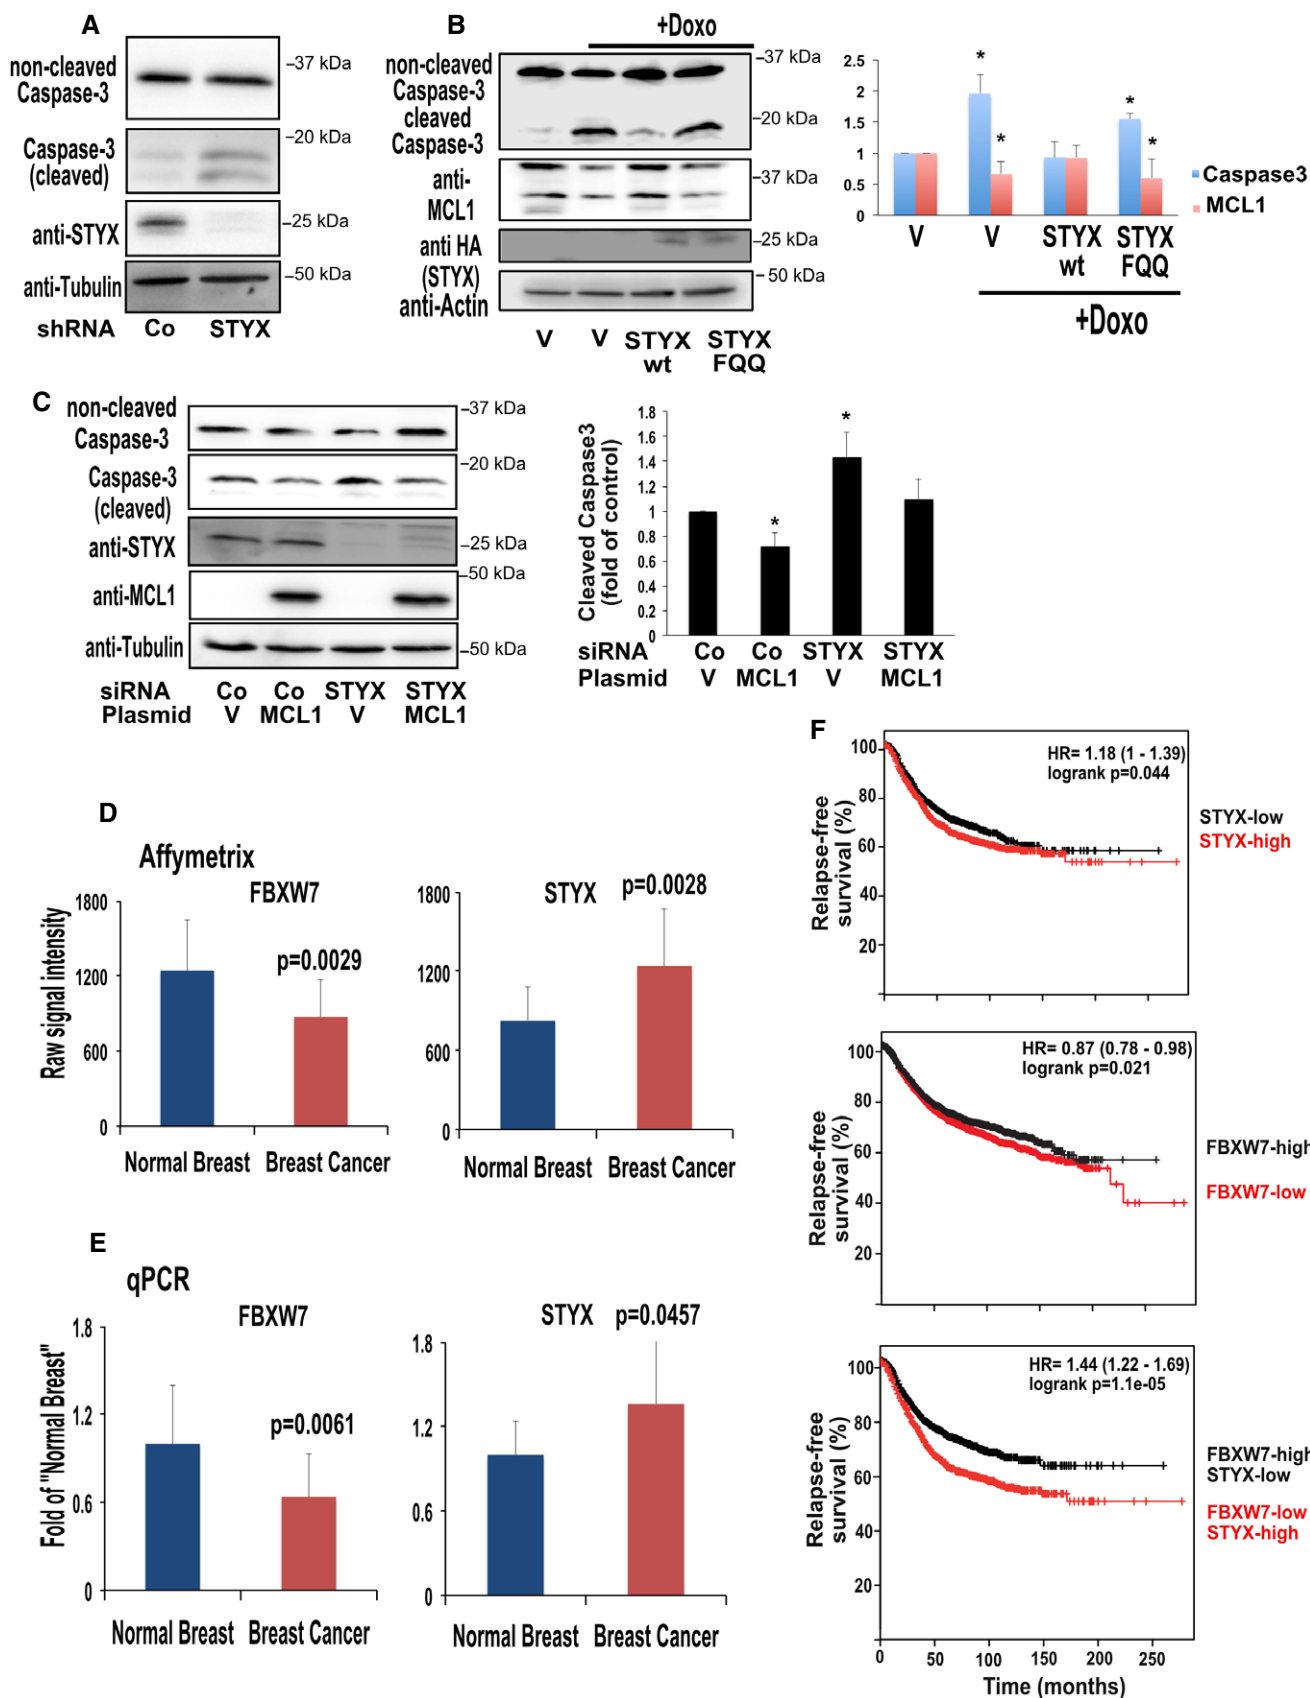 A
non-cleaved
Caspase-3
Caspase-3
(cleaved)
anti-STYX
anti-Tubulin
–37 kDa
–20 kDa
–25 kDa
–50 kDa
shRNA Co STYX
B
+Doxo
non-cleaved
Caspase-3
cleaved
Caspase-3
anti-
MCL1
anti HA
(STYX)
anti-Actin
–37 kDa
–20 kDa
–37 kDa
–25 kDa
– 50 kDa
V V STYX STYX
wt FQQ
2.5
2
1.5
1
0.5
0
* * * *
Caspase3
MCL1
V V STYX STYX
wt FQQ
+Doxo
C
non-cleaved
Caspase-3
Caspase-3
(cleaved)
anti-STYX
anti-MCL1
anti-Tubulin
–37 kDa
–20 kDa
–25 kDa
–50 kDa
–50 kDa
siRNA Co Co STYX STYX
Plasmid V MCL1 V MCL1
Cleaved Caspase3
(fold of control)
1.8
1.6
1.4
1.2
1
0.8
0.6
0.4
0.2
0
* *
siRNA Co Co STYX STYX
Plasmid V MCL1 V MCL1
D
Affymetrix
FBXW7
Raw signal intensity
1800
1200
600
0
p=0.0029
Normal Breast Breast Cancer
STYX p=0.0028
1800
1200
600
0
Normal Breast Breast Cancer
E
qPCR
FBXW7
Fold of "Normal Breast"
1.8
1.2
0.6
0
p=0.0061
Normal Breast Breast Cancer
STYX p=0.0457
1.8
1.2
0.6
0
Normal Breast Breast Cancer
F
Relapse-free
survival (%)
100
80
60
40
20
HR= 1.18 (1 - 1.39)
logrank p=0.044
STYX-low
STYX-high
Relapse-free
survival (%)
100
80
60
40
20
HR= 0.87 (0.78 - 0.98)
logrank p=0.021
FBXW7-high
FBXW7-low
Relapse-free
survival (%)
100
80
60
40
20
HR= 1.44 (1.22 - 1.69)
logrank p=1.1e-05
FBXW7-high
STYX-low
FBXW7-low
STYX-high
0 50 100 150 200 250
Time (months)